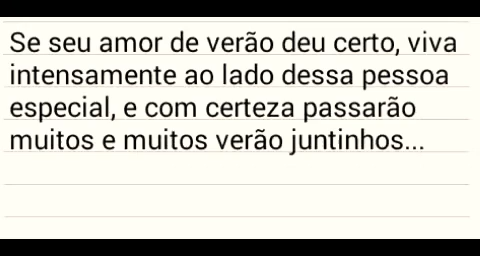 Se seu amor de verão deu certo, viva
intensamente ao lado dessa pessoa
especial, e com certeza passarão
muitos e muitos verão juntinhos...